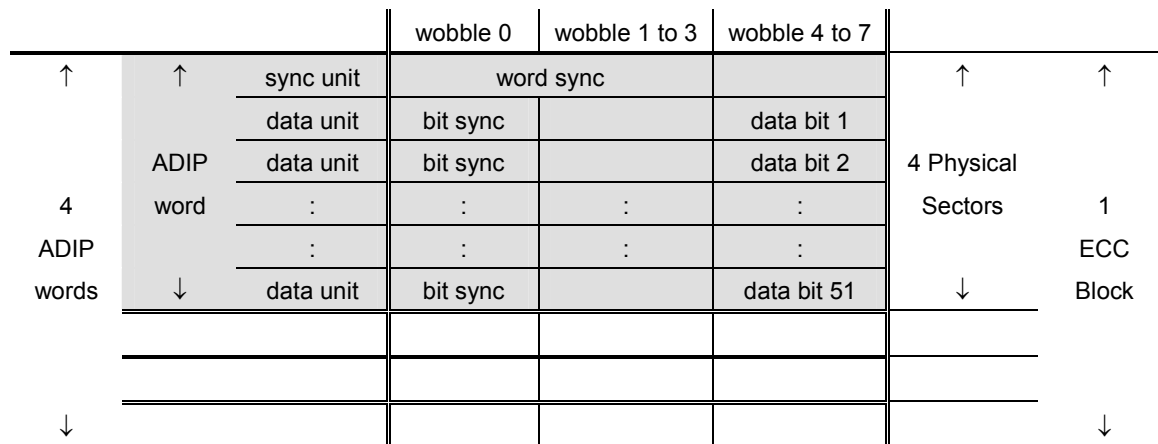 wobble 0 wobble 1 to 3 wobble 4 to 7
↑ ↑ sync unit word sync ↑ ↑
data unit bit sync data bit 1
ADIP data unit bit sync data bit 2 4 Physical
4 word : : : : Sectors 1
ADIP : : : : ECC
words ↓ data unit bit sync data bit 51 ↓ Block
↓ ↓